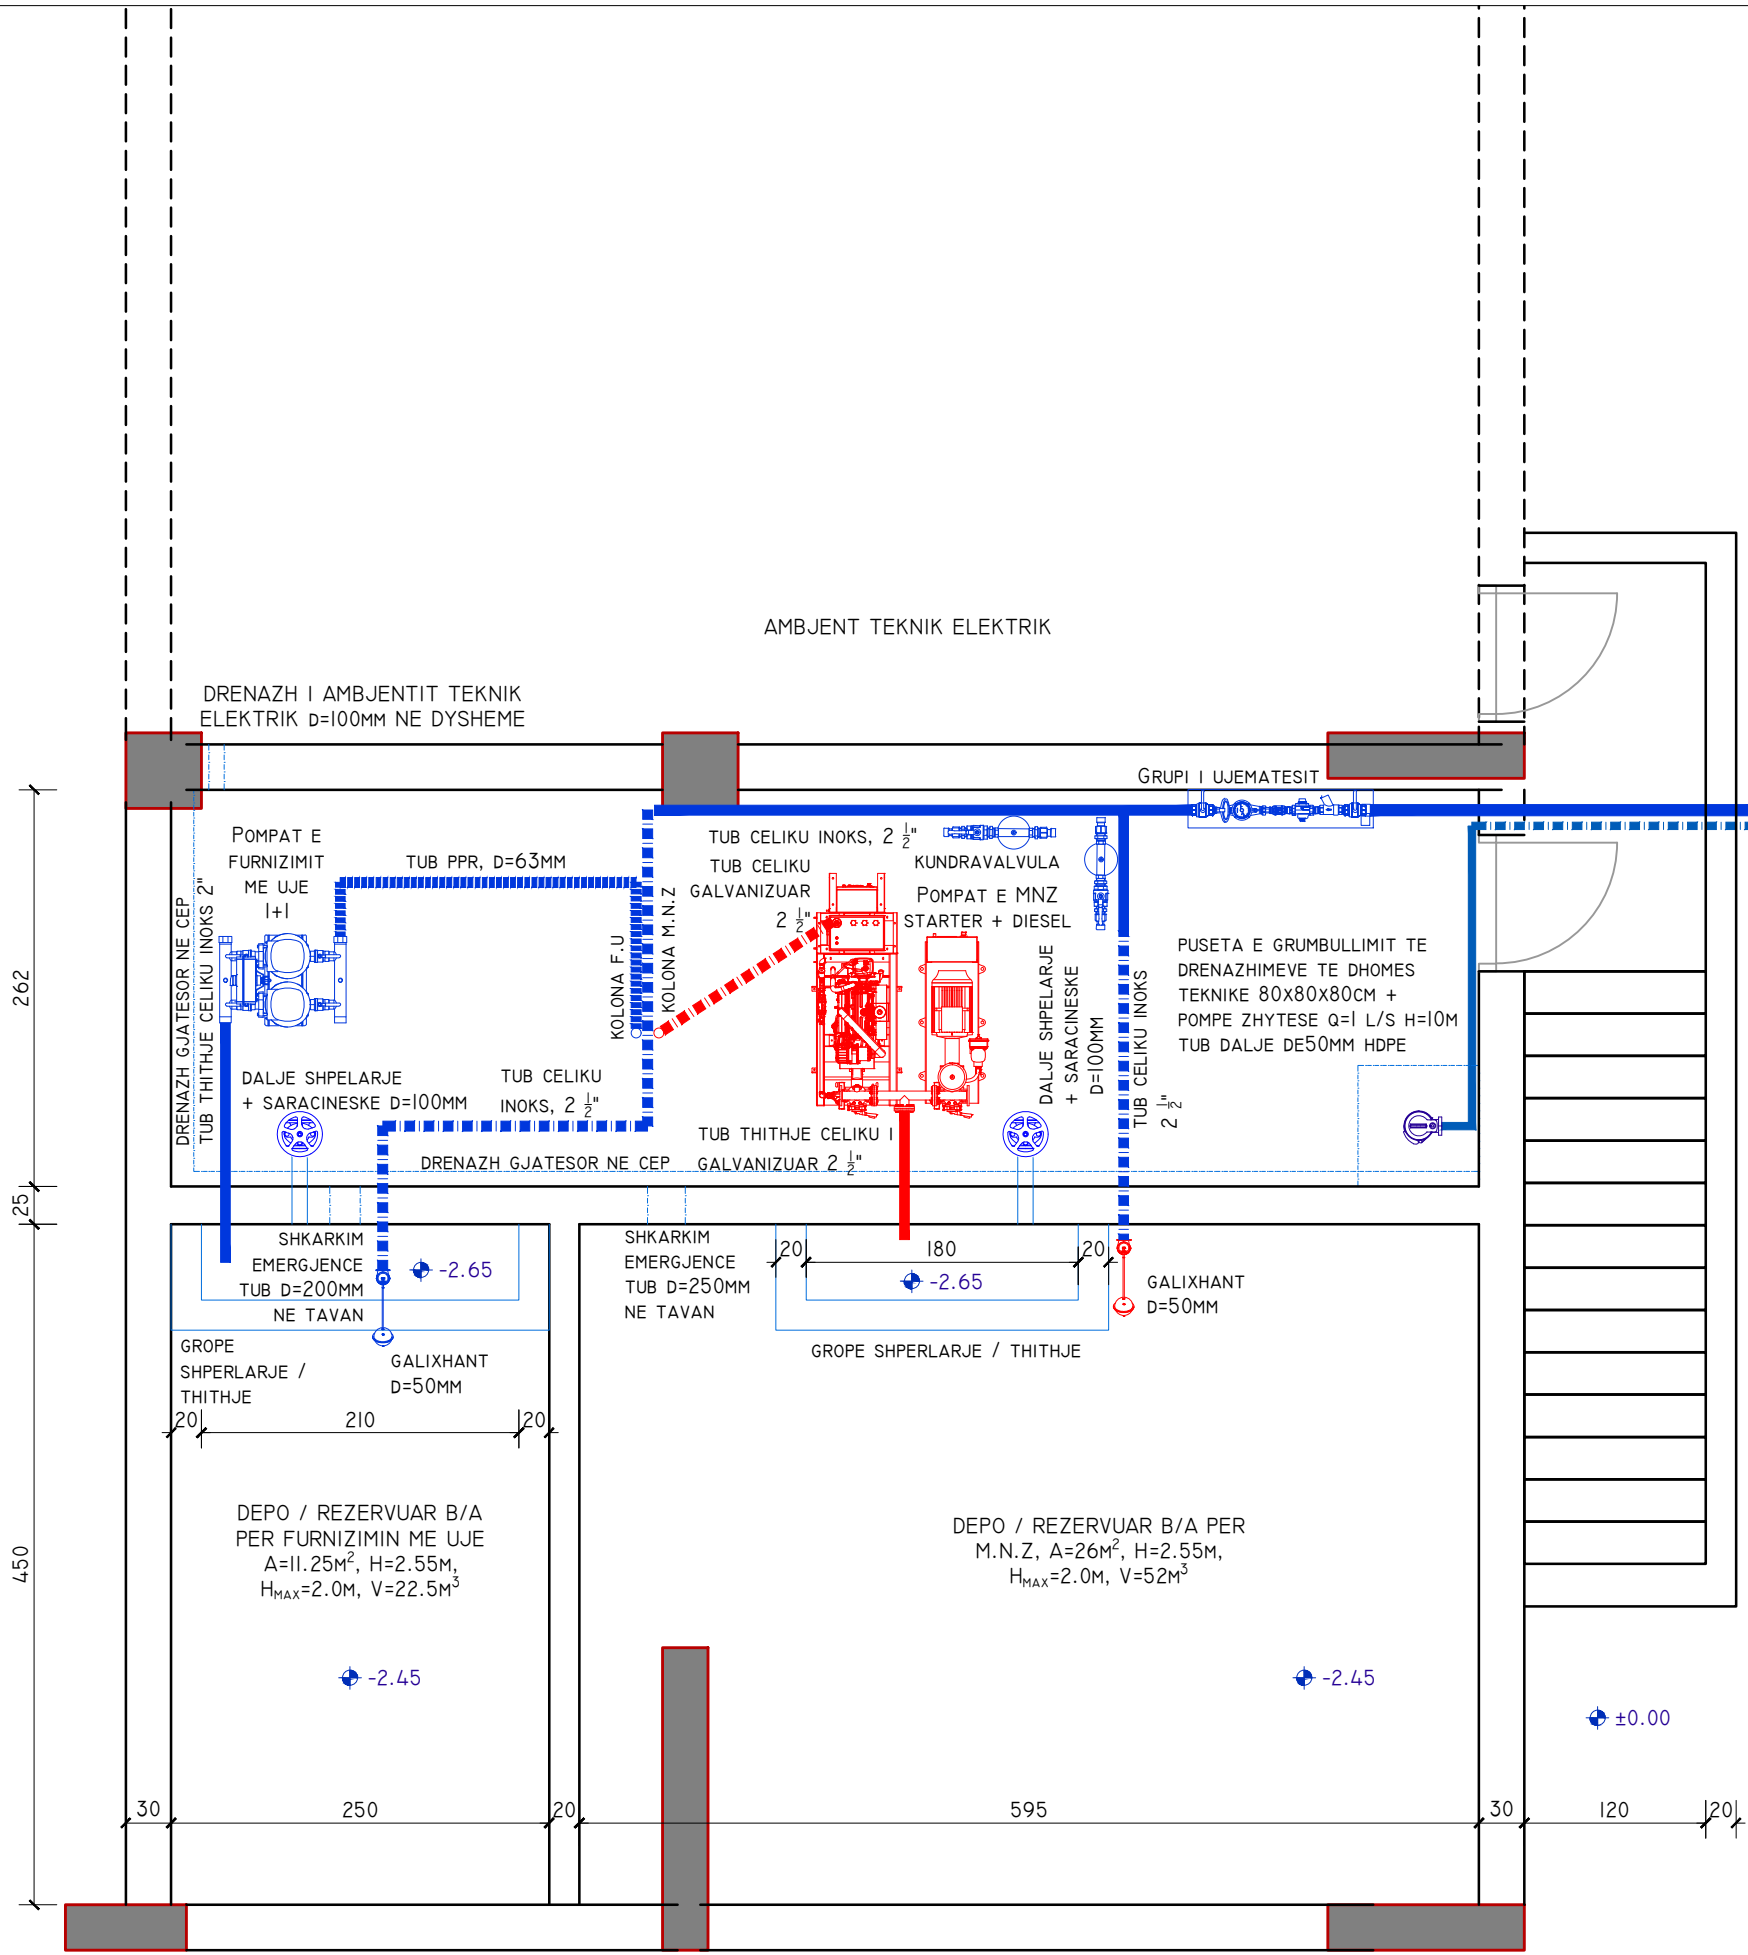 AMBJENT TEKNIK ELEKTRIK
DRENAZH I AMBJENTIT TEKNIK
ELEKTRIK D=100MM NE DYSHEME
GRUPI I UJEMATESIT
POMPAT E
FURNIZIMIT
ME UJE
1+1
TUB PPR, D=63MM
TUB CELIKU INOKS, 2 1/2"
TUB CELIKU
GALVANIZUAR
2 1/2"
KUNDRAVALVULA
POMPAT E MNZ
STARTER + DIESEL
DRENAZH GJATESOR NE CEP
TUB THITHJE CELIKU INOKS 2"
KOLONA F.U
KOLONA M.N.Z
DALJE SHPELARJE
+ SARACINESKE
D=100MM
TUB CELIKU INOKS
2 1/2"
PUSETA E GRUMBULLIMIT TE
DRENAZHIMEVE TE DHOMES
TEKNIKE 80X80X80CM +
POMPE ZHYTESE Q=1 L/S H=10M
TUB DALJE DE50MM HDPE
DALJE SHPELARJE
+ SARACINESKE D=100MM
TUB CELIKU
INOKS, 2 1/2"
TUB THITHJE CELIKU I
GALVANIZUAR 2 1/2"
DRENAZH GJATESOR NE CEP
262
25
450
SHKARKIM
EMERGJENCE
TUB D=200MM
NE TAVAN
-2.65
SHKARKIM
EMERGJENCE
TUB D=250MM
NE TAVAN
20
180
20
-2.65
GALIXHANT
D=50MM
GROPE SHPERLARJE / THITHJE
GROPE
SHPERLARJE /
THITHJE
GALIXHANT
D=50MM
20
210
20
DEPO / REZERVUAR B/A
PER FURNIZIMIN ME UJE
A=11.25M², H=2.55M,
HMAX=2.0M, V=22.5M³
DEPO / REZERVUAR B/A PER
M.N.Z, A=26M², H=2.55M,
HMAX=2.0M, V=52M³
-2.45
-2.45
±0.00
30
250
20
595
30
120
20